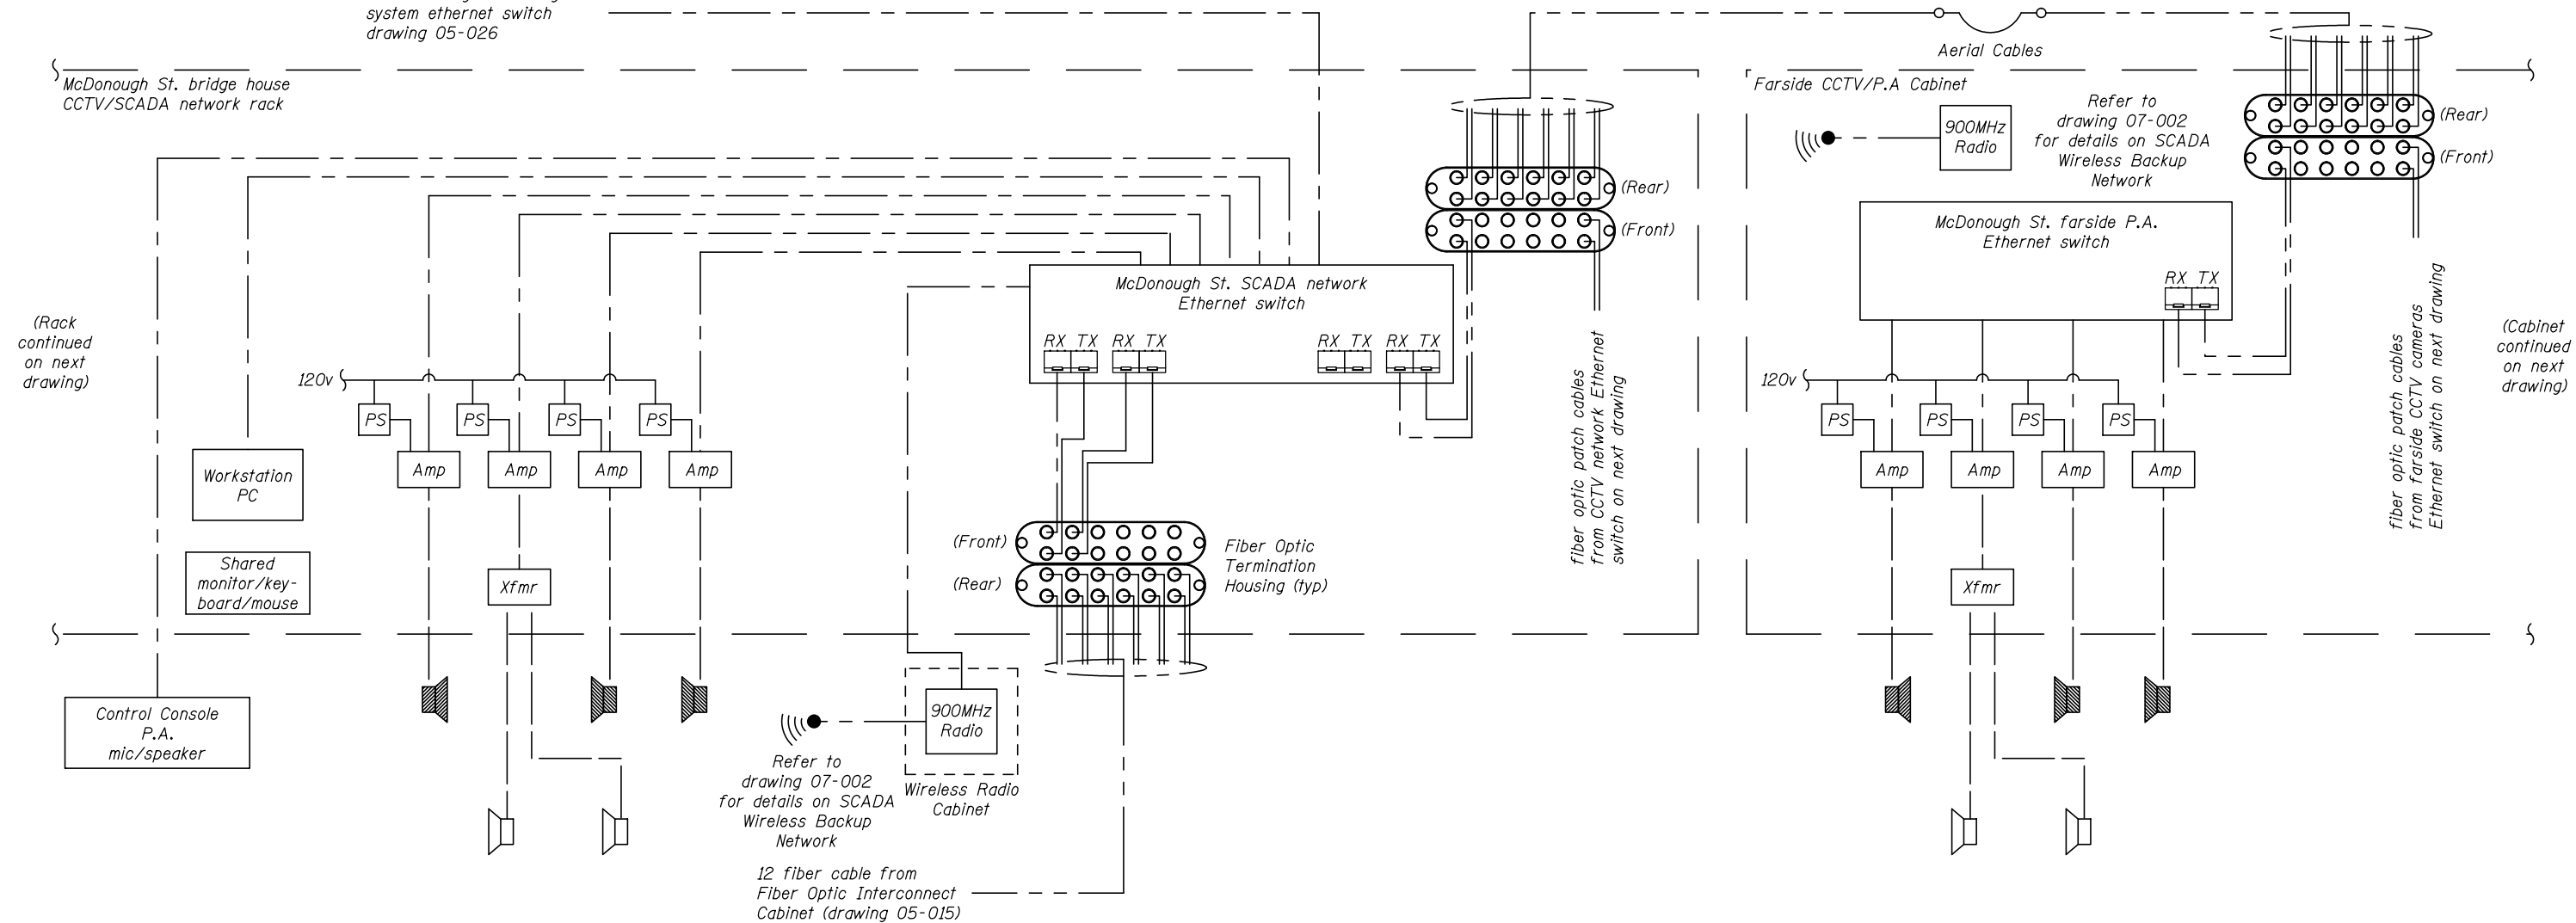 system ethernet switch
drawing 05-026
McDonough St. bridge house
CCTV/SCADA network rack
(Rack
continued
on next
drawing)
120v
PS
PS
PS
PS
Amp
Amp
Amp
Amp
Workstation
PC
Shared
monitor/key-
board/mouse
Xfmr
Control Console
P.A.
mic/speaker
McDonough St. SCADA network
Ethernet switch
RX TX
RX TX
RX TX
RX TX
(Rear)
(Front)
fiber optic patch cables
from CCTV network Ethernet
switch on next drawing
(Front)
(Rear)
Fiber Optic
Termination
Housing (typ)
900MHz
Radio
Wireless Radio
Cabinet
Refer to
drawing 07-002
for details on SCADA
Wireless Backup
Network
12 fiber cable from
Fiber Optic Interconnect
Cabinet (drawing 05-015)
Aerial Cables
Farside CCTV/P.A Cabinet
900MHz
Radio
Refer to
drawing 07-002
for details on SCADA
Wireless Backup
Network
(Rear)
(Front)
McDonough St. farside P.A.
Ethernet switch
RX TX
120v
PS
PS
PS
PS
Amp
Amp
Amp
Amp
Xfmr
fiber optic patch cables
from farside CCTV cameras
Ethernet switch on next drawing
(Cabinet
continued
on next
drawing)